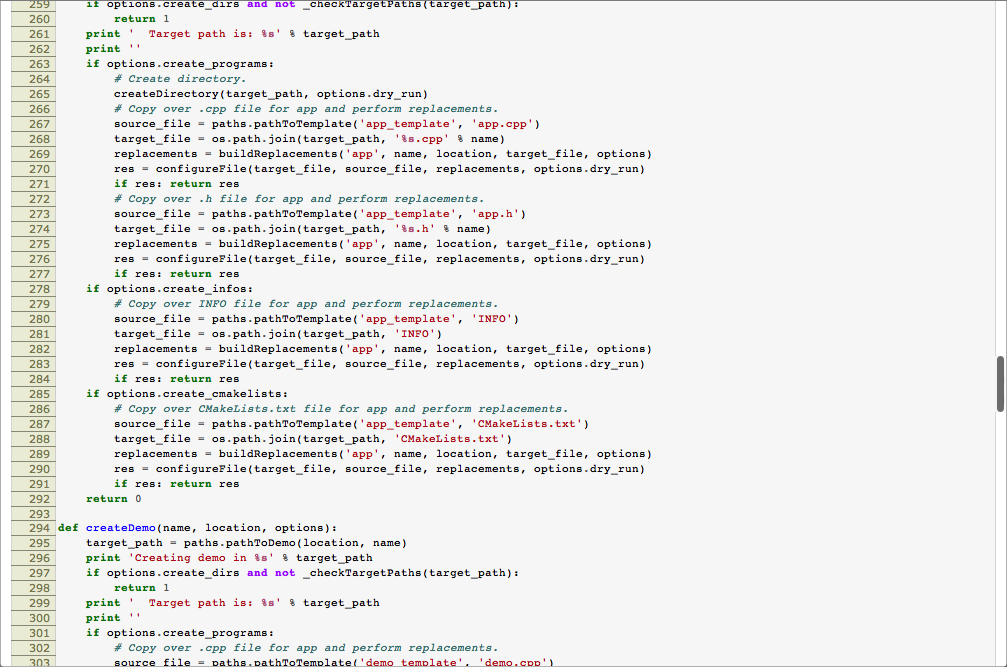 259     if options.create_dirs and not _checkTargetPaths(target_path):
260         return 1
261     print '  Target path is: %s' % target_path
262     print ''
263     if options.create_programs:
264         # Create directory.
265         createDirectory(target_path, options.dry_run)
266         # Copy over .cpp file for app and perform replacements.
267         source_file = paths.pathToTemplate('app_template', 'app.cpp')
268         target_file = os.path.join(target_path, '%s.cpp' % name)
269         replacements = buildReplacements('app', name, location, target_file, options)
270         res = configureFile(target_file, source_file, replacements, options.dry_run)
271         if res: return res
272         # Copy over .h file for app and perform replacements.
273         source_file = paths.pathToTemplate('app_template', 'app.h')
274         target_file = os.path.join(target_path, '%s.h' % name)
275         replacements = buildReplacements('app', name, location, target_file, options)
276         res = configureFile(target_file, source_file, replacements, options.dry_run)
277         if res: return res
278     if options.create_infos:
279         # Copy over INFO file for app and perform replacements.
280         source_file = paths.pathToTemplate('app_template', 'INFO')
281         target_file = os.path.join(target_path, 'INFO')
282         replacements = buildReplacements('app', name, location, target_file, options)
283         res = configureFile(target_file, source_file, replacements, options.dry_run)
284         if res: return res
285     if options.create_cmakelists:
286         # Copy over CMakeLists.txt file for app and perform replacements.
287         source_file = paths.pathToTemplate('app_template', 'CMakeLists.txt')
288         target_file = os.path.join(target_path, 'CMakeLists.txt')
289         replacements = buildReplacements('app', name, location, target_file, options)
290         res = configureFile(target_file, source_file, replacements, options.dry_run)
291         if res: return res
292     return 0
293
294 def createDemo(name, location, options):
295     target_path = paths.pathToDemo(location, name)
296     print 'Creating demo in %s' % target_path
297     if options.create_dirs and not _checkTargetPaths(target_path):
298         return 1
299     print '  Target path is: %s' % target_path
300     print ''
301     if options.create_programs:
302         # Copy over .cpp file for app and perform replacements.
303         source_file = paths.pathToTemplate('demo_template', 'demo.cpp')